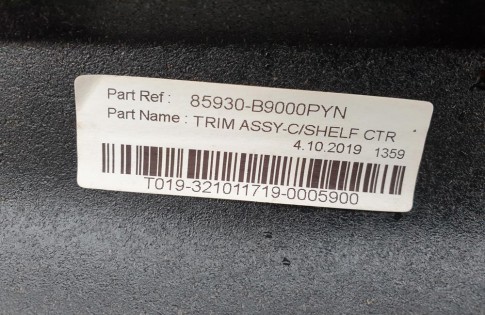 Part Ref : 85930-B9000PYN
Part Name : TRIM ASSY-C/SHELF CTR
4.10.2019 1359
T019-321011719-0005900